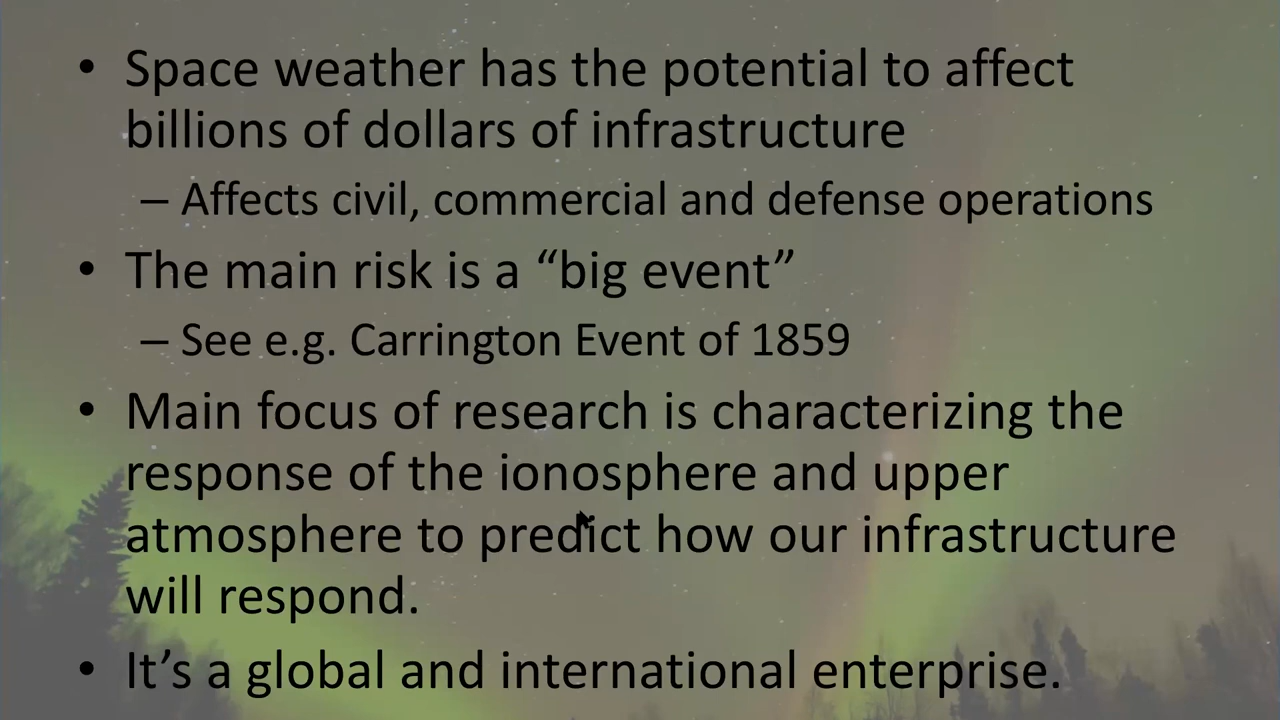 • Space weather has the potential to affect
billions of dollars of infrastructure
– Affects civil, commercial and defense operations
• The main risk is a “big event”
– See e.g. Carrington Event of 1859
• Main focus of research is characterizing the
response of the ionosphere and upper
atmosphere to predict how our infrastructure
will respond.
• It’s a global and international enterprise.